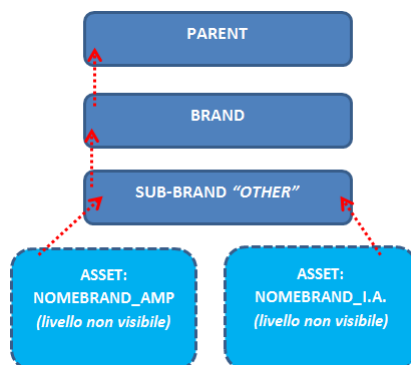 PARENT
BRAND
SUB-BRAND “OTHER”
ASSET:
NOMEBRAND_AMP
(livello non visibile)
ASSET:
NOMEBRAND_I.A.
(livello non visibile)